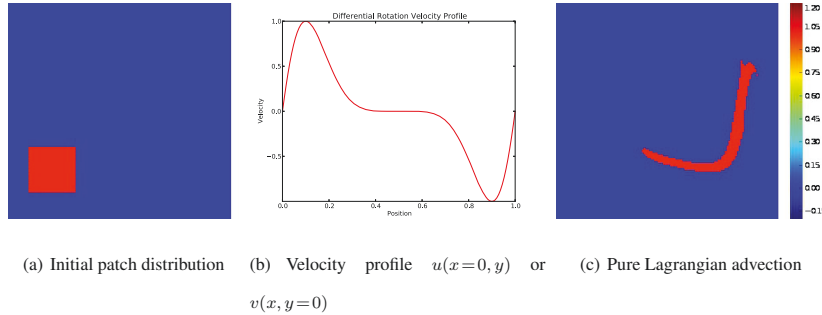 Differential Rotation Velocity Profile
1.0
0.5
0.0
−0.5
Velocity
0.0 0.2 0.4 0.6 0.8 1.0
Position
1.20
1.05
0.90
0.75
0.60
0.45
0.30
0.15
0.00
-0.15
(a) Initial patch distribution
(b) Velocity profile u(x=0, y) or
v(x, y=0)
(c) Pure Lagrangian advection